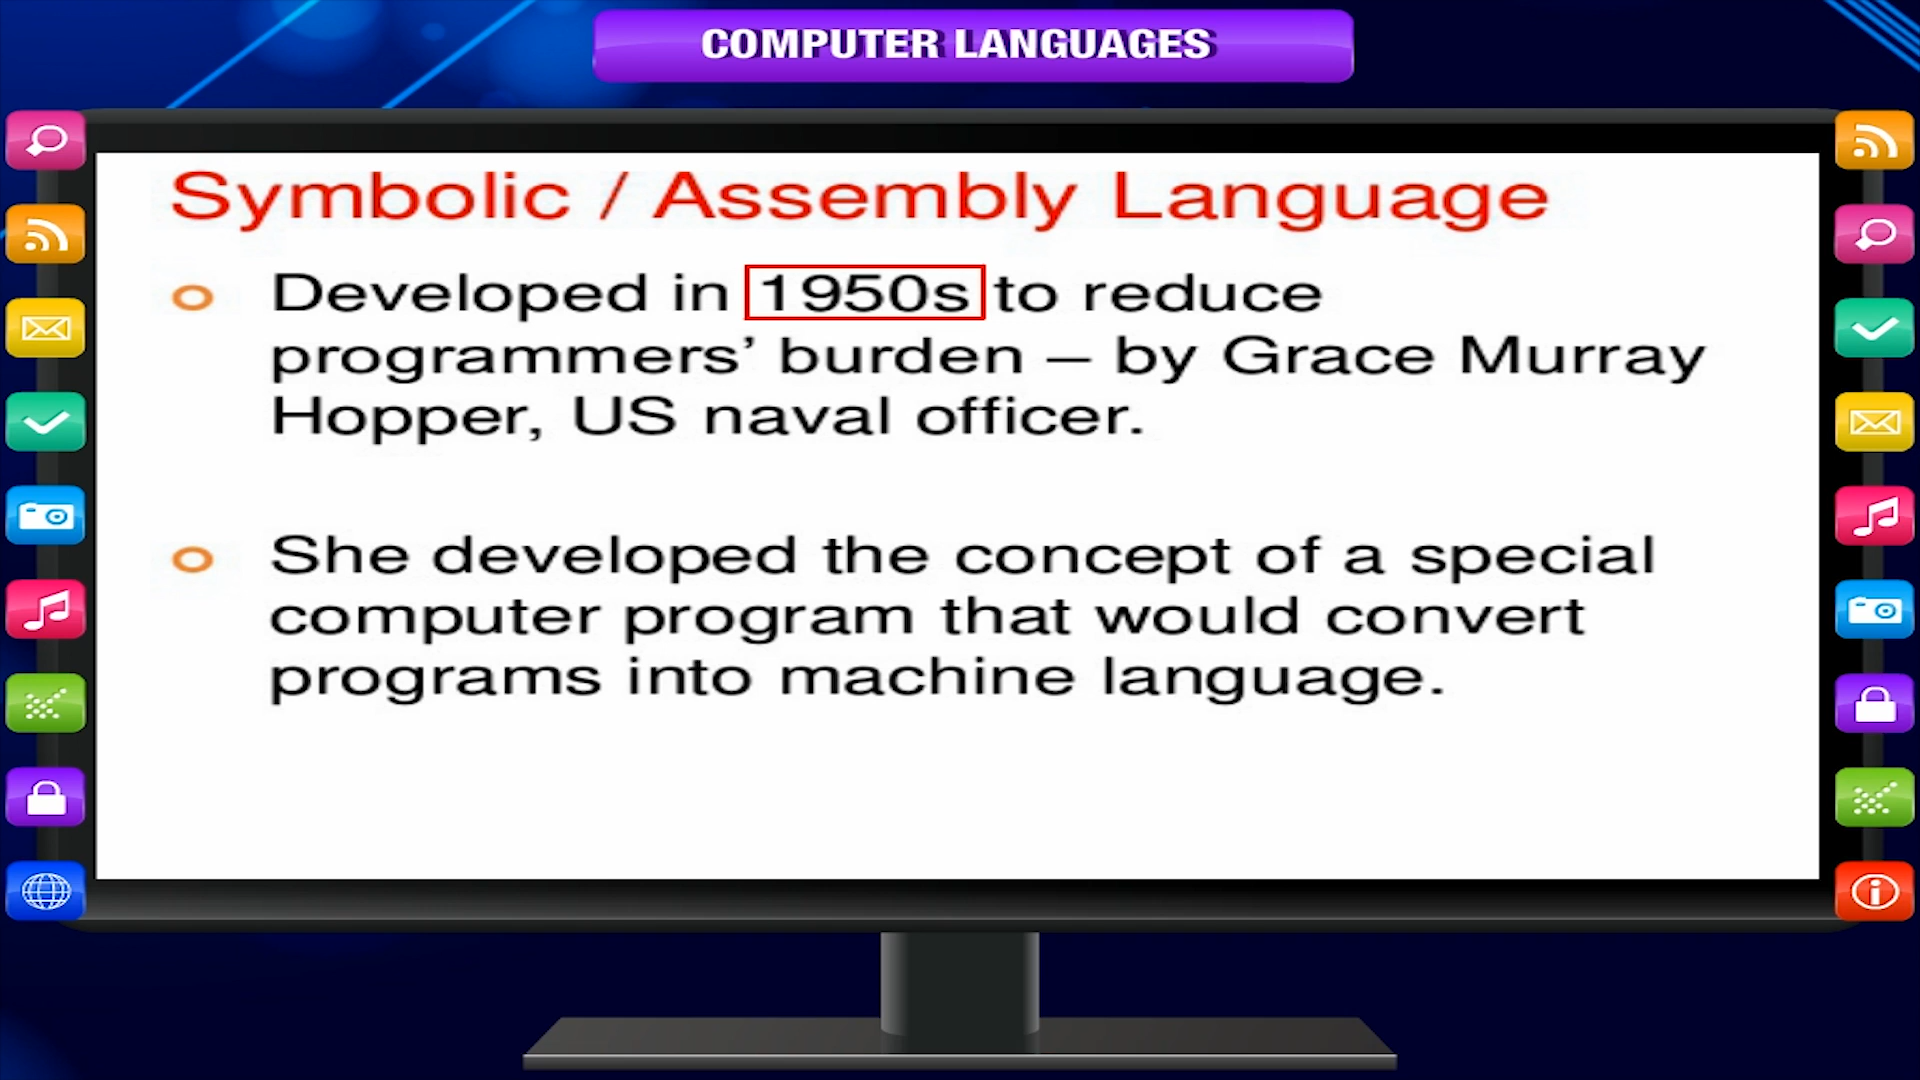 COMPUTER LANGUAGES
Symbolic / Assembly Language
Developed in 1950s to reduce
programmers’ burden – by Grace Murray
Hopper, US naval officer.
She developed the concept of a special
computer program that would convert
programs into machine language.